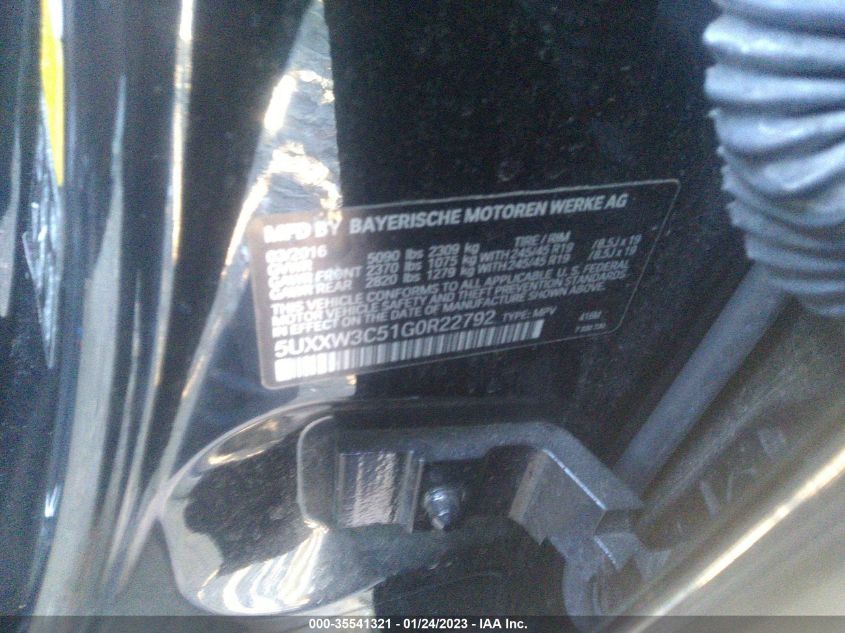 MFD BY BAYERISCHE MOTOREN WERKE AG
03/2016 TIRE / RIM
GVWR 5090 lbs 2309 kg
GAWR FRONT 2370 lbs 1075 kg WITH 245/45 R19 /8.5J x 19
GAWR REAR 2820 lbs 1279 kg WITH 245/45 R19 /8.5J x 19
THIS VEHICLE CONFORMS TO ALL APPLICABLE U.S. FEDERAL
MOTOR VEHICLE SAFETY AND THEFT PREVENTION STANDARDS
IN EFFECT ON THE DATE OF MANUFACTURE SHOWN ABOVE.
5UXXW3C51G0R22792 TYPE: MPV
000-35541321 - 01/24/2023 - IAA Inc.